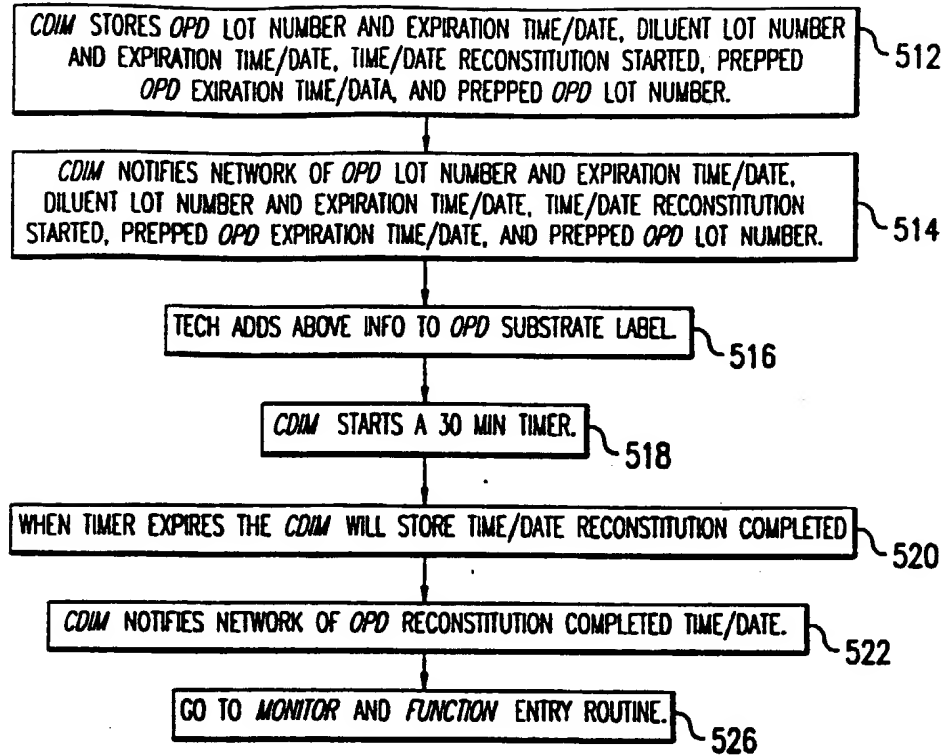 CDIM STORES OPD LOT NUMBER AND EXPIRATION TIME/DATE, DILUENT LOT NUMBER
AND EXPIRATION TIME/DATE, TIME/DATE RECONSTITUTION STARTED, PREPPED
OPD EXIRATION TIME/DATA, AND PREPPED OPD LOT NUMBER.
512
CDIM NOTIFIES NETWORK OF OPD LOT NUMBER AND EXPIRATION TIME/DATE,
DILUENT LOT NUMBER AND EXPIRATION TIME/DATE, TIME/DATE RECONSTITUTION
STARTED, PREPPED OPD EXPIRATION TIME/DATE, AND PREPPED OPD LOT NUMBER.
514
TECH ADDS ABOVE INFO TO OPD SUBSTRATE LABEL.
516
CDIM STARTS A 30 MIN TIMER.
518
WHEN TIMER EXPIRES THE CDIM WILL STORE TIME/DATE RECONSTITUTION COMPLETED
520
CDIM NOTIFIES NETWORK OF OPD RECONSTITUTION COMPLETED TIME/DATE.
522
GO TO MONITOR AND FUNCTION ENTRY ROUTINE.
526